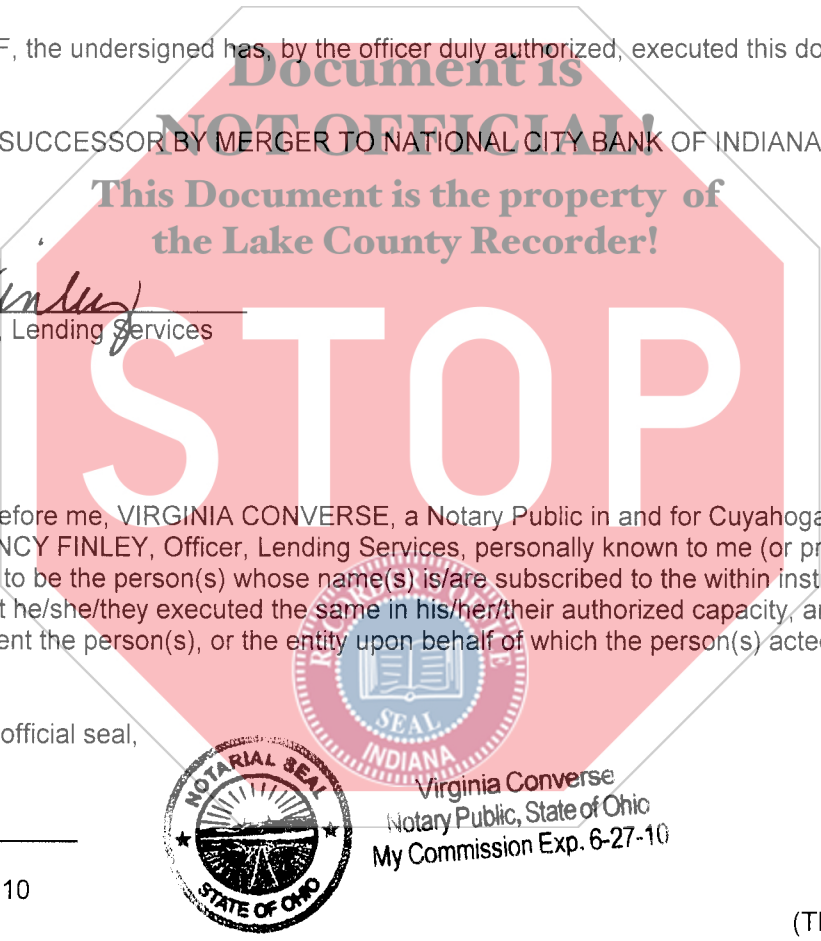 F, the undersigned has, by the officer duly authorized, executed this do
Document is
NOT OFFICIAL!
SUCCESSOR BY MERGER TO NATIONAL CITY BANK OF INDIANA
This Document is the property of
the Lake County Recorder!
, Lending Services
STOP
efore me, VIRGINIA CONVERSE, a Notary Public in and for Cuyahoga
NCY FINLEY, Officer, Lending Services, personally known to me (or pr
to be the person(s) whose name(s) is/are subscribed to the within inst
t he/she/they executed the same in his/her/their authorized capacity, a
ent the person(s), or the entity upon behalf of which the person(s) acte
SEAL
INDIANA
official seal,
NOTARIAL SEAL
STATE OF OHIO
Virginia Converse
Notary Public, State of Ohio
My Commission Exp. 6-27-10
10
(T